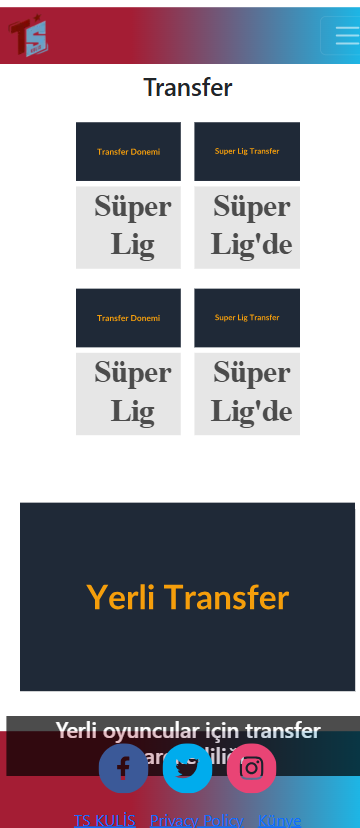 TS
Transfer
Transfer Donemi
Super Lig Transfer
Süper
Lig
Süper
Lig'de
Transfer Donemi
Super Lig Transfer
Süper
Lig
Süper
Lig'de
Yerli Transfer
Yerli oyuncular için transfer
TS KULİS Privacy Policy Künye